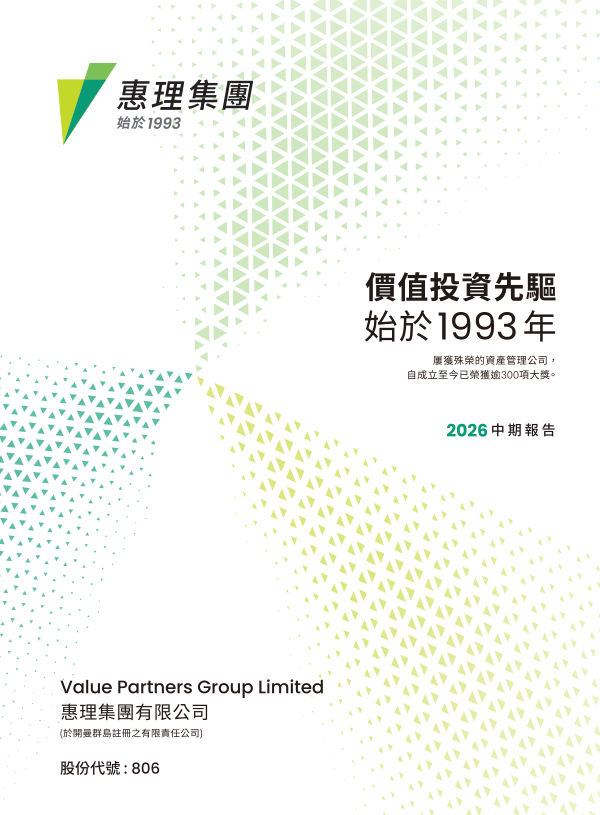 惠理集團
始於1993
價值投資先驅
始於1993年
屢獲殊榮的資產管理公司，
自成立至今已榮獲逾300項大獎。
2026中期報告
Value Partners Group Limited
惠理集團有限公司
(於開曼群島註冊之有限責任公司)
股份代號 : 806